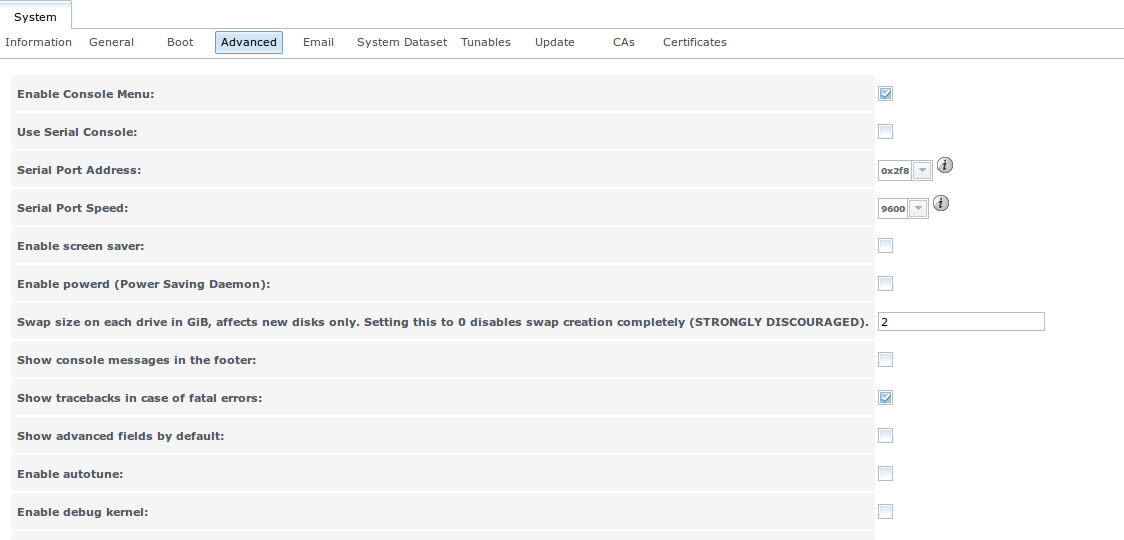 System
Information General Boot Advanced Email System Dataset Tunables Update CAs Certificates
Enable Console Menu:
Use Serial Console:
Serial Port Address: 0x2f8 i
Serial Port Speed: 9600 i
Enable screen saver:
Enable powerd (Power Saving Daemon):
Swap size on each drive in GiB, affects new disks only. Setting this to 0 disables swap creation completely (STRONGLY DISCOURAGED). 2
Show console messages in the footer:
Show tracebacks in case of fatal errors:
Show advanced fields by default:
Enable autotune:
Enable debug kernel: